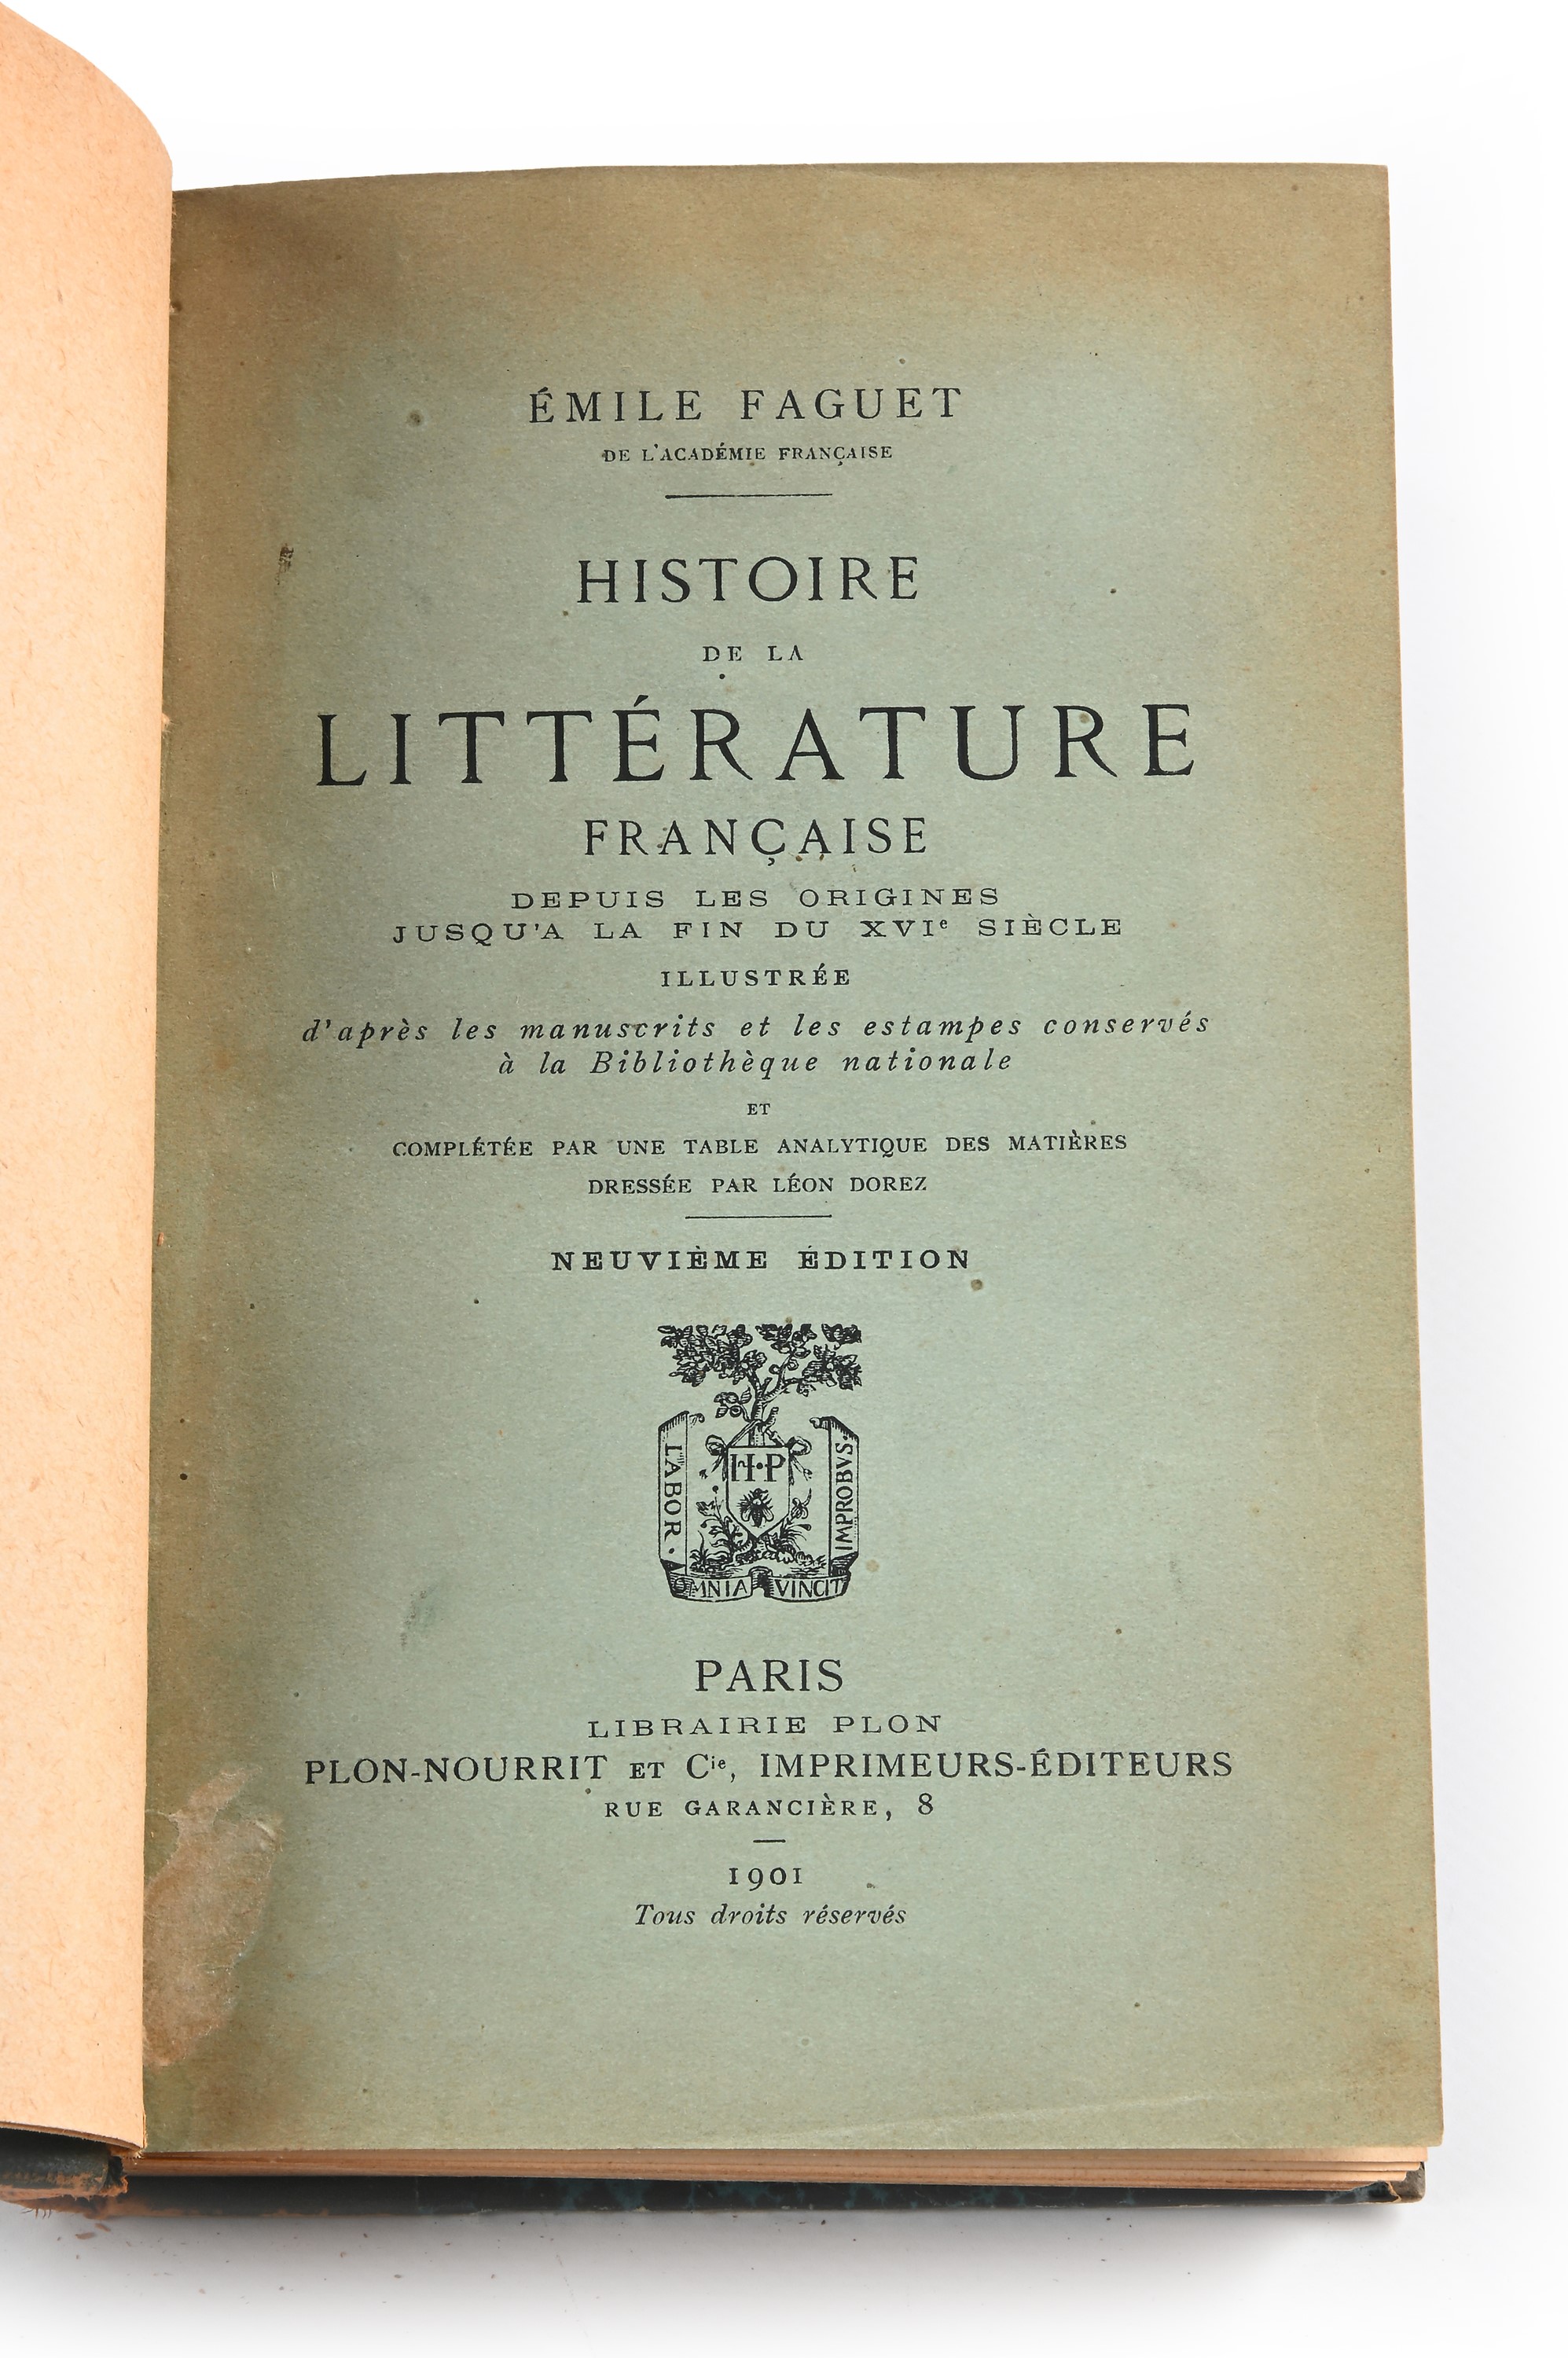 ÉMILE FAGUET
DE L'ACADÉMIE FRANÇAISE
HISTOIRE
DE LA
LITTÉRATURE
FRANÇAISE
DEPUIS LES ORIGINES
JUSQU'A LA FIN DU XVIe SIÈCLE
ILLUSTRÉE
d'après les manuscrits et les estampes conservés
à la Bibliothèque nationale
ET
COMPLÉTÉE PAR UNE TABLE ANALYTIQUE DES MATIÈRES
DRESSÉE PAR LÉON DOREZ
NEUVIÈME ÉDITION
H·P
LABOR·
IMPROBVS·
OMNIA VINCIT
PARIS
LIBRAIRIE PLON
PLON-NOURRIT ET Cie, IMPRIMEURS-ÉDITEURS
RUE GARANCIÈRE, 8
1901
Tous droits réservés